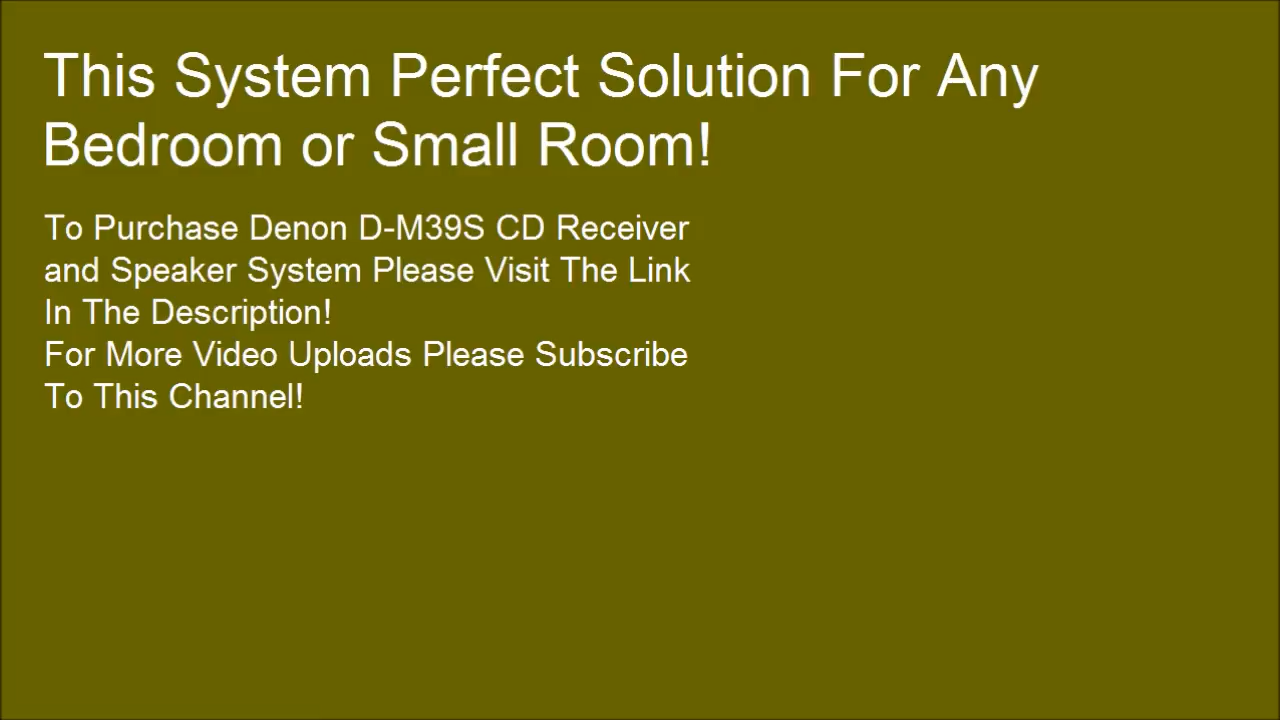 This System Perfect Solution For Any
Bedroom or Small Room!
To Purchase Denon D-M39S CD Receiver
and Speaker System Please Visit The Link
In The Description!
For More Video Uploads Please Subscribe
To This Channel!